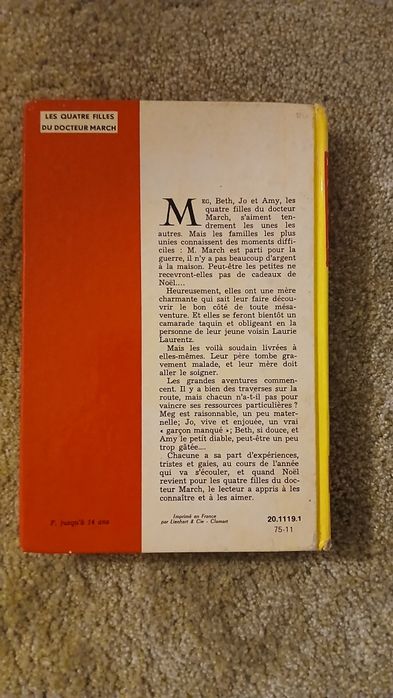 LES QUATRE FILLES
DU DOCTEUR MARCH
MEG, Beth, Jo et Amy, les
quatre filles du docteur
March, s'aiment ten-
drement les unes les
autres. Mais les familles les plus
unies connaissent des moments diffi-
ciles : M. March est parti pour la
guerre, il n'y a pas beaucoup d'argent
à la maison. Peut-être les petites ne
recevront-elles pas de cadeaux de
Noël....
Heureusement, elles ont une mère
charmante qui sait leur faire décou-
vrir le bon côté de toute mésa-
venture. Et elles se feront bientôt un
camarade taquin et obligeant en la
personne de leur jeune voisin Laurie
Laurentz.
Mais les voilà soudain livrées à
elles-mêmes. Leur père tombe gra-
vement malade, et leur mère doit
aller le soigner.
Les grandes aventures commen-
cent. Il y a bien des traverses sur la
route, mais chacun n'a-t-il pas pour
vaincre ses ressources particulières ?
Meg est raisonnable, un peu mater-
nelle; Jo, vive et enjouée, un vrai
« garçon manqué »; Beth, si douce, et
Amy le petit diable, peut-être un peu
trop gâtée....
Chacune a sa part d'expériences,
tristes et gaies, au cours de l'année
qui va s'écouler, et quand Noël
revient pour les quatre filles du doc-
teur March, le lecteur a appris à les
connaître et à les aimer.
F. jusqu'à 14 ans
Imprimé en France
par Lienhart & Cie - Clamart
20.1119.1
75-11